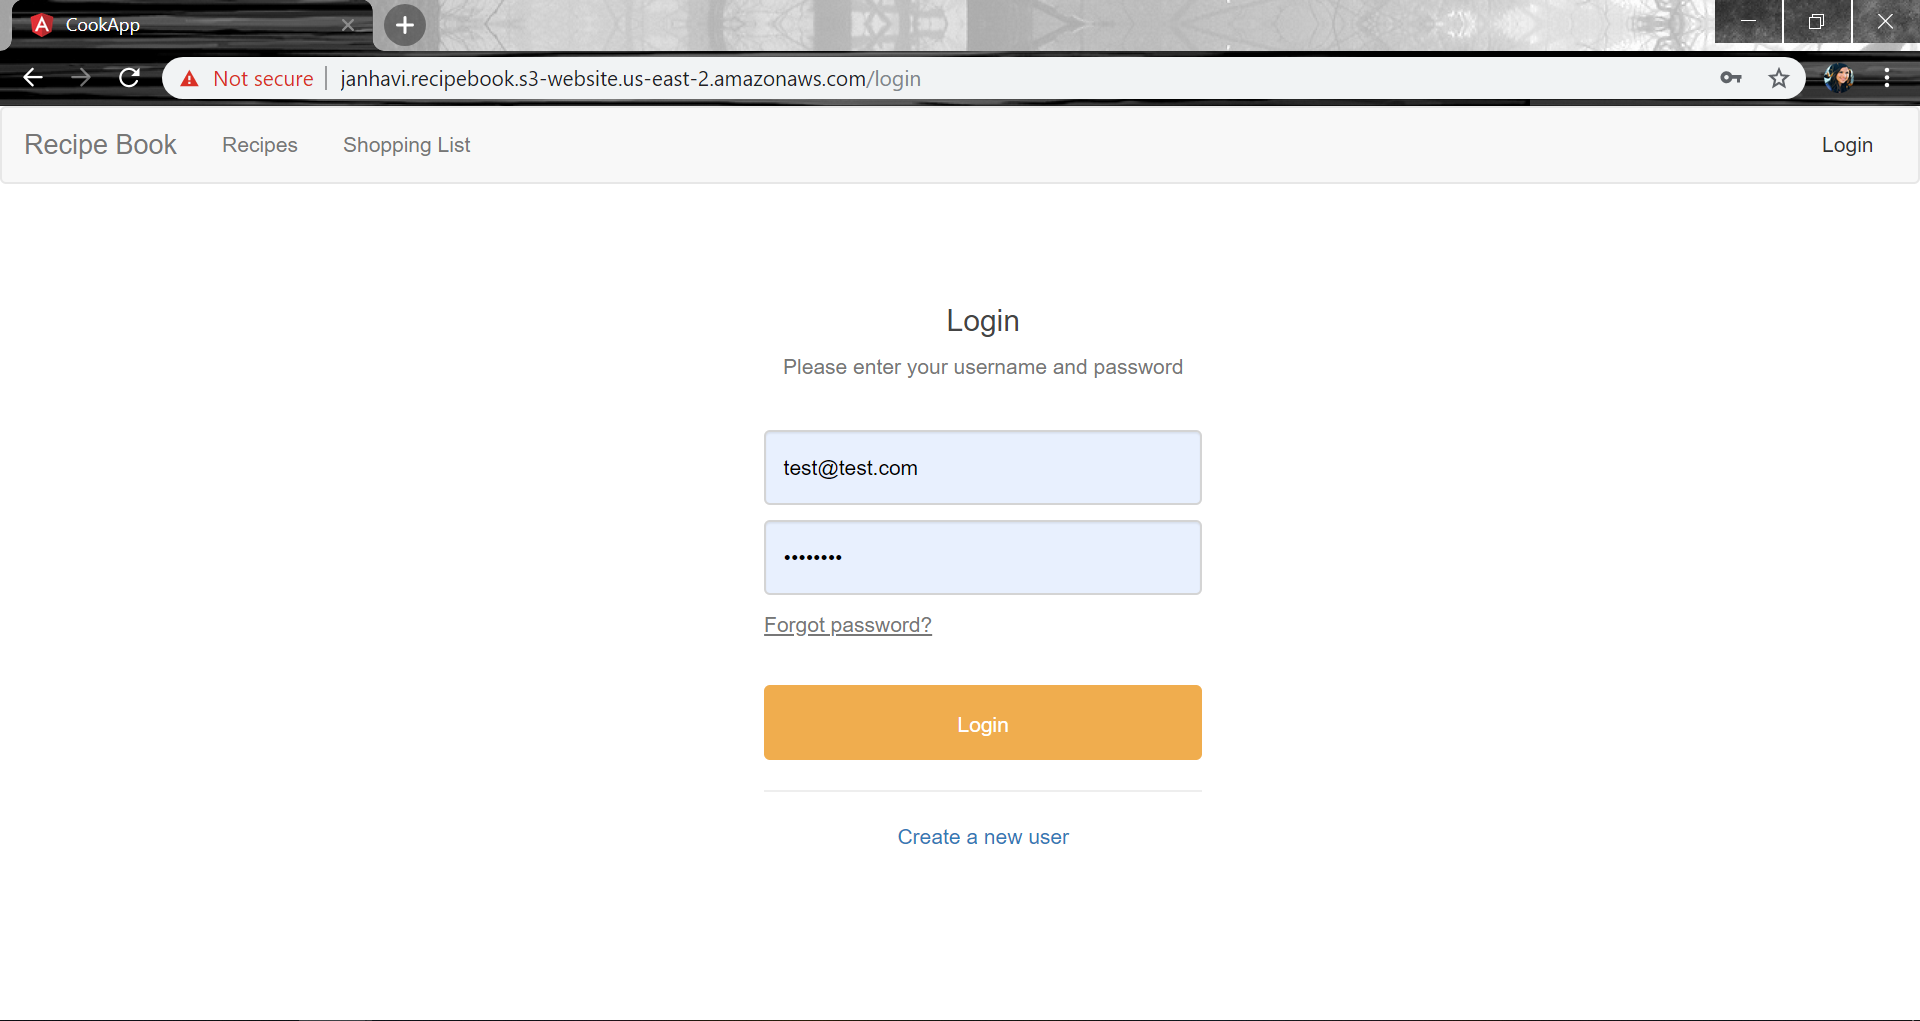 CookApp
Not secure janhavi.recipebook.s3-website.us-east-2.amazonaws.com/login
Recipe Book Recipes Shopping List Login
Login
Please enter your username and password
test@test.com
••••••••
Forgot password?
Login
Create a new user